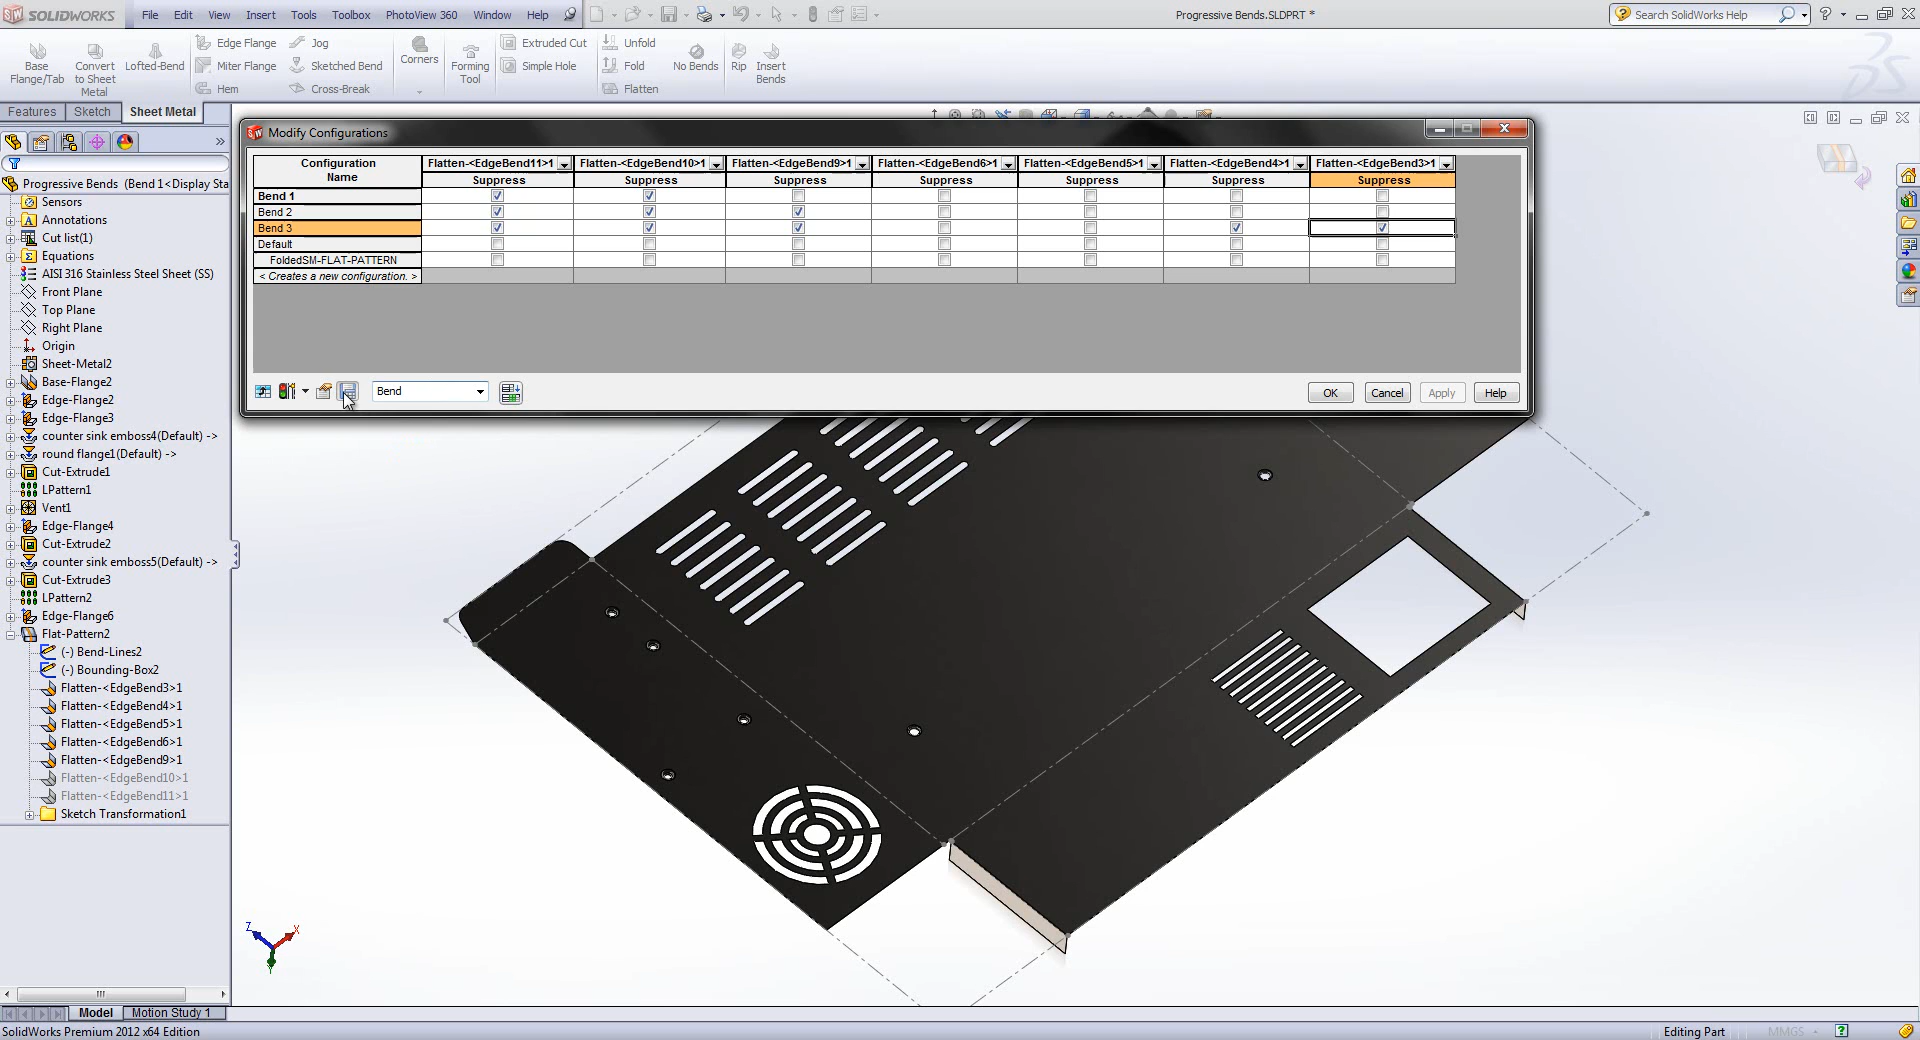 SOLIDWORKS File Edit View Insert Tools Toolbox PhotoView 360 Window Help
Progressive Bends.SLDPRT *
Search SolidWorks Help
Base Flange/Tab
Convert to Sheet Metal
Lofted-Bend
Edge Flange
Miter Flange
Hem
Jog
Sketched Bend
Cross-Break
Corners
Forming Tool
Extruded Cut
Simple Hole
Unfold
Fold
Flatten
No Bends
Rip
Insert Bends
Features Sketch Sheet Metal
Modify Configurations
Configuration Name
Flatten-<EdgeBend11>1 Flatten-<EdgeBend10>1 Flatten-<EdgeBend9>1 Flatten-<EdgeBend6>1 Flatten-<EdgeBend5>1 Flatten-<EdgeBend4>1 Flatten-<EdgeBend3>1
Suppress Suppress Suppress Suppress Suppress Suppress Suppress
Bend 1
Bend 2
Bend 3
Default
FoldedSM-FLAT-PATTERN
< Creates a new configuration. >
Bend
OK Cancel Apply Help
Progressive Bends (Bend 1<Display Sta
Sensors
Annotations
Cut list(1)
Equations
AISI 316 Stainless Steel Sheet (SS)
Front Plane
Top Plane
Right Plane
Origin
Sheet-Metal2
Base-Flange2
Edge-Flange2
Edge-Flange3
counter sink emboss4(Default) ->
round flange1(Default) ->
Cut-Extrude1
LPattern1
Vent1
Edge-Flange4
Cut-Extrude2
counter sink emboss5(Default) ->
Cut-Extrude3
LPattern2
Edge-Flange6
Flat-Pattern2
(-) Bend-Lines2
(-) Bounding-Box2
Flatten-<EdgeBend3>1
Flatten-<EdgeBend4>1
Flatten-<EdgeBend5>1
Flatten-<EdgeBend6>1
Flatten-<EdgeBend9>1
Flatten-<EdgeBend10>1
Flatten-<EdgeBend11>1
Sketch Transformation1
Z X Y
Model Motion Study 1
SolidWorks Premium 2012 x64 Edition
Editing Part
MMGS